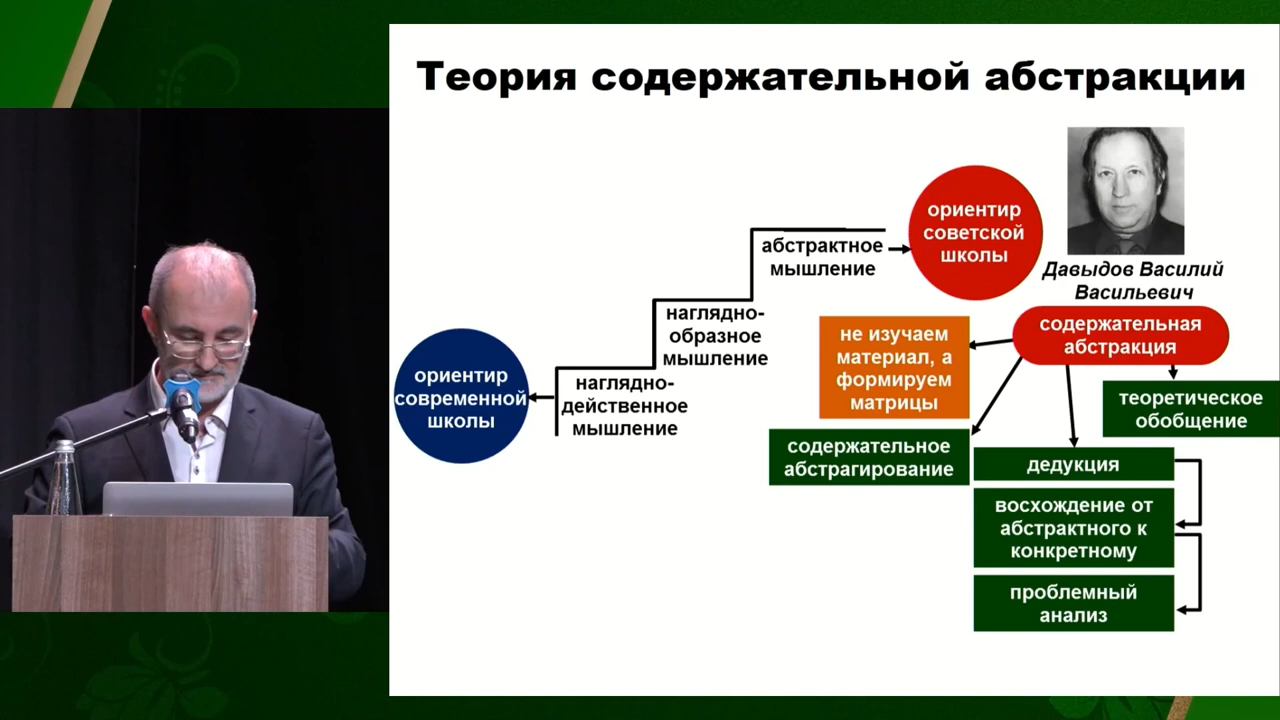 Теория содержательной абстракции
ориентир
советской
школы
абстрактное
мышление
Давыдов Василий
Васильевич
наглядно-
образное
мышление
ориентир
современной
школы
наглядно-
действенное
мышление
содержательная
абстракция
не изучаем
материал, а
формируем
матрицы
теоретическое
обобщение
содержательное
абстрагирование
дедукция
восхождение от
абстрактного к
конкретному
проблемный
анализ